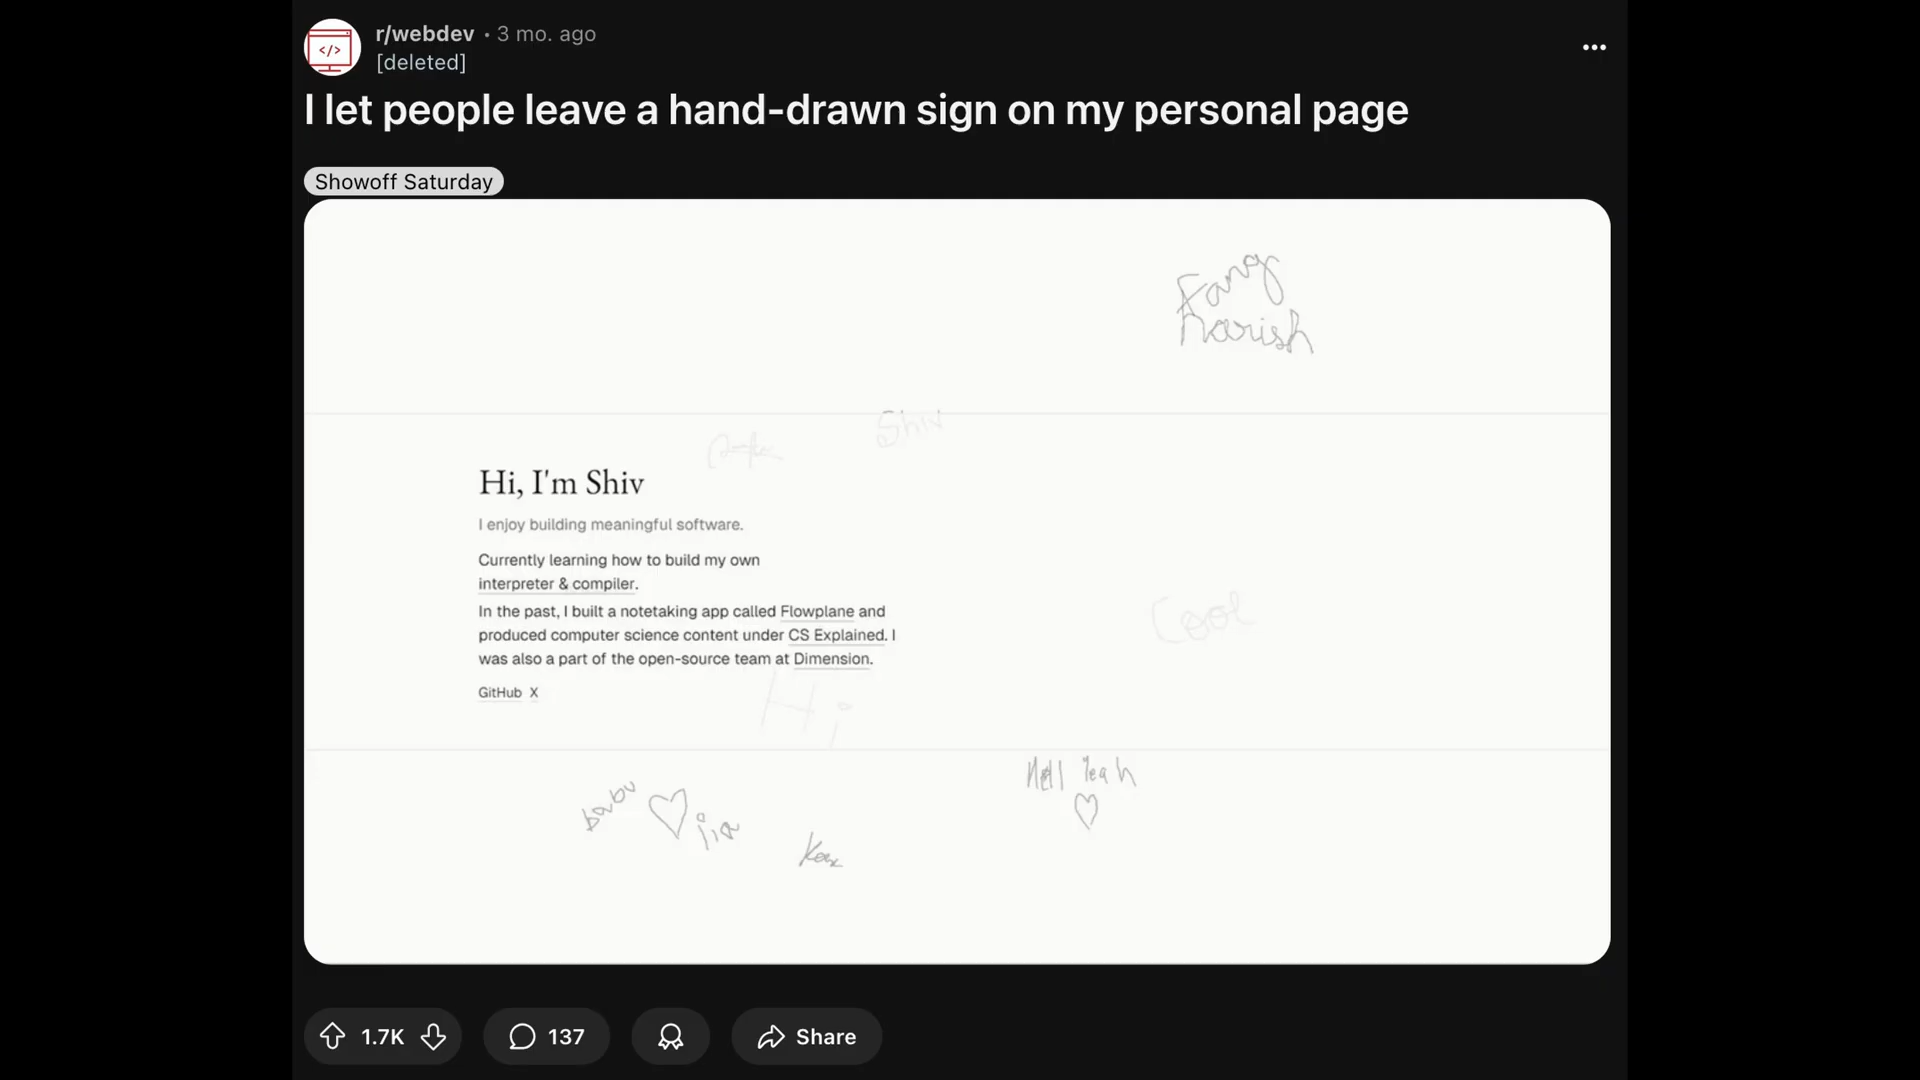 r/webdev • 3 mo. ago
[deleted]
I let people leave a hand-drawn sign on my personal page
Showoff Saturday
Fang
harish
Shiv
Hi, I'm Shiv
I enjoy building meaningful software.
Currently learning how to build my own
interpreter & compiler.
In the past, I built a notetaking app called Flowplane and
produced computer science content under CS Explained. I
was also a part of the open-source team at Dimension.
GitHub X
Cool
Hi
Hell Yeah
babu
jia
1.7K
137
Share